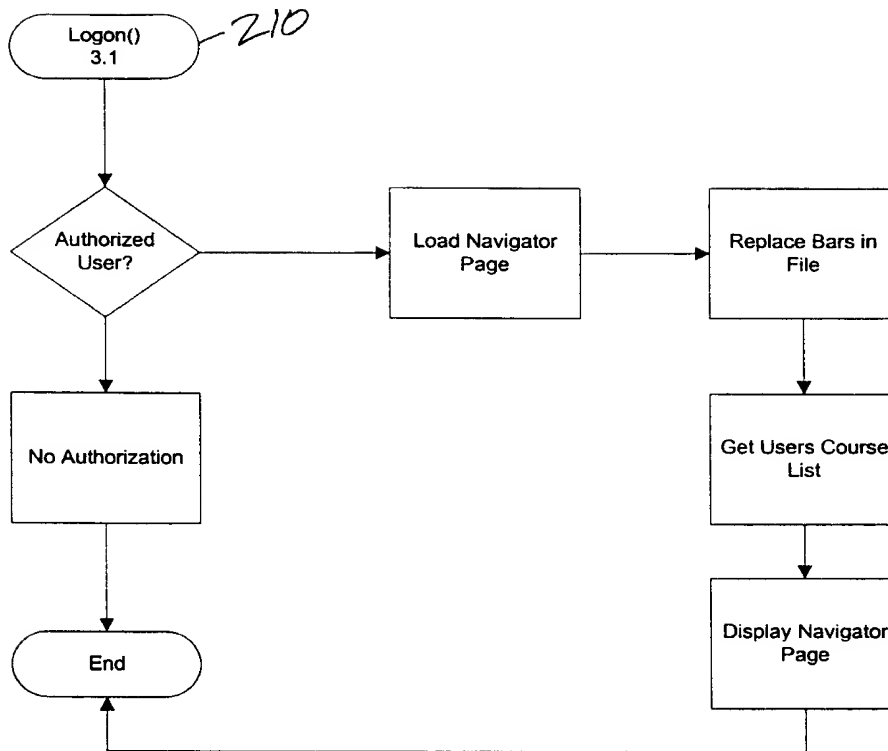 Logon()
3.1
210
Authorized
User?
Load Navigator
Page
Replace Bars in
File
No Authorization
Get Users Course
List
End
Display Navigator
Page